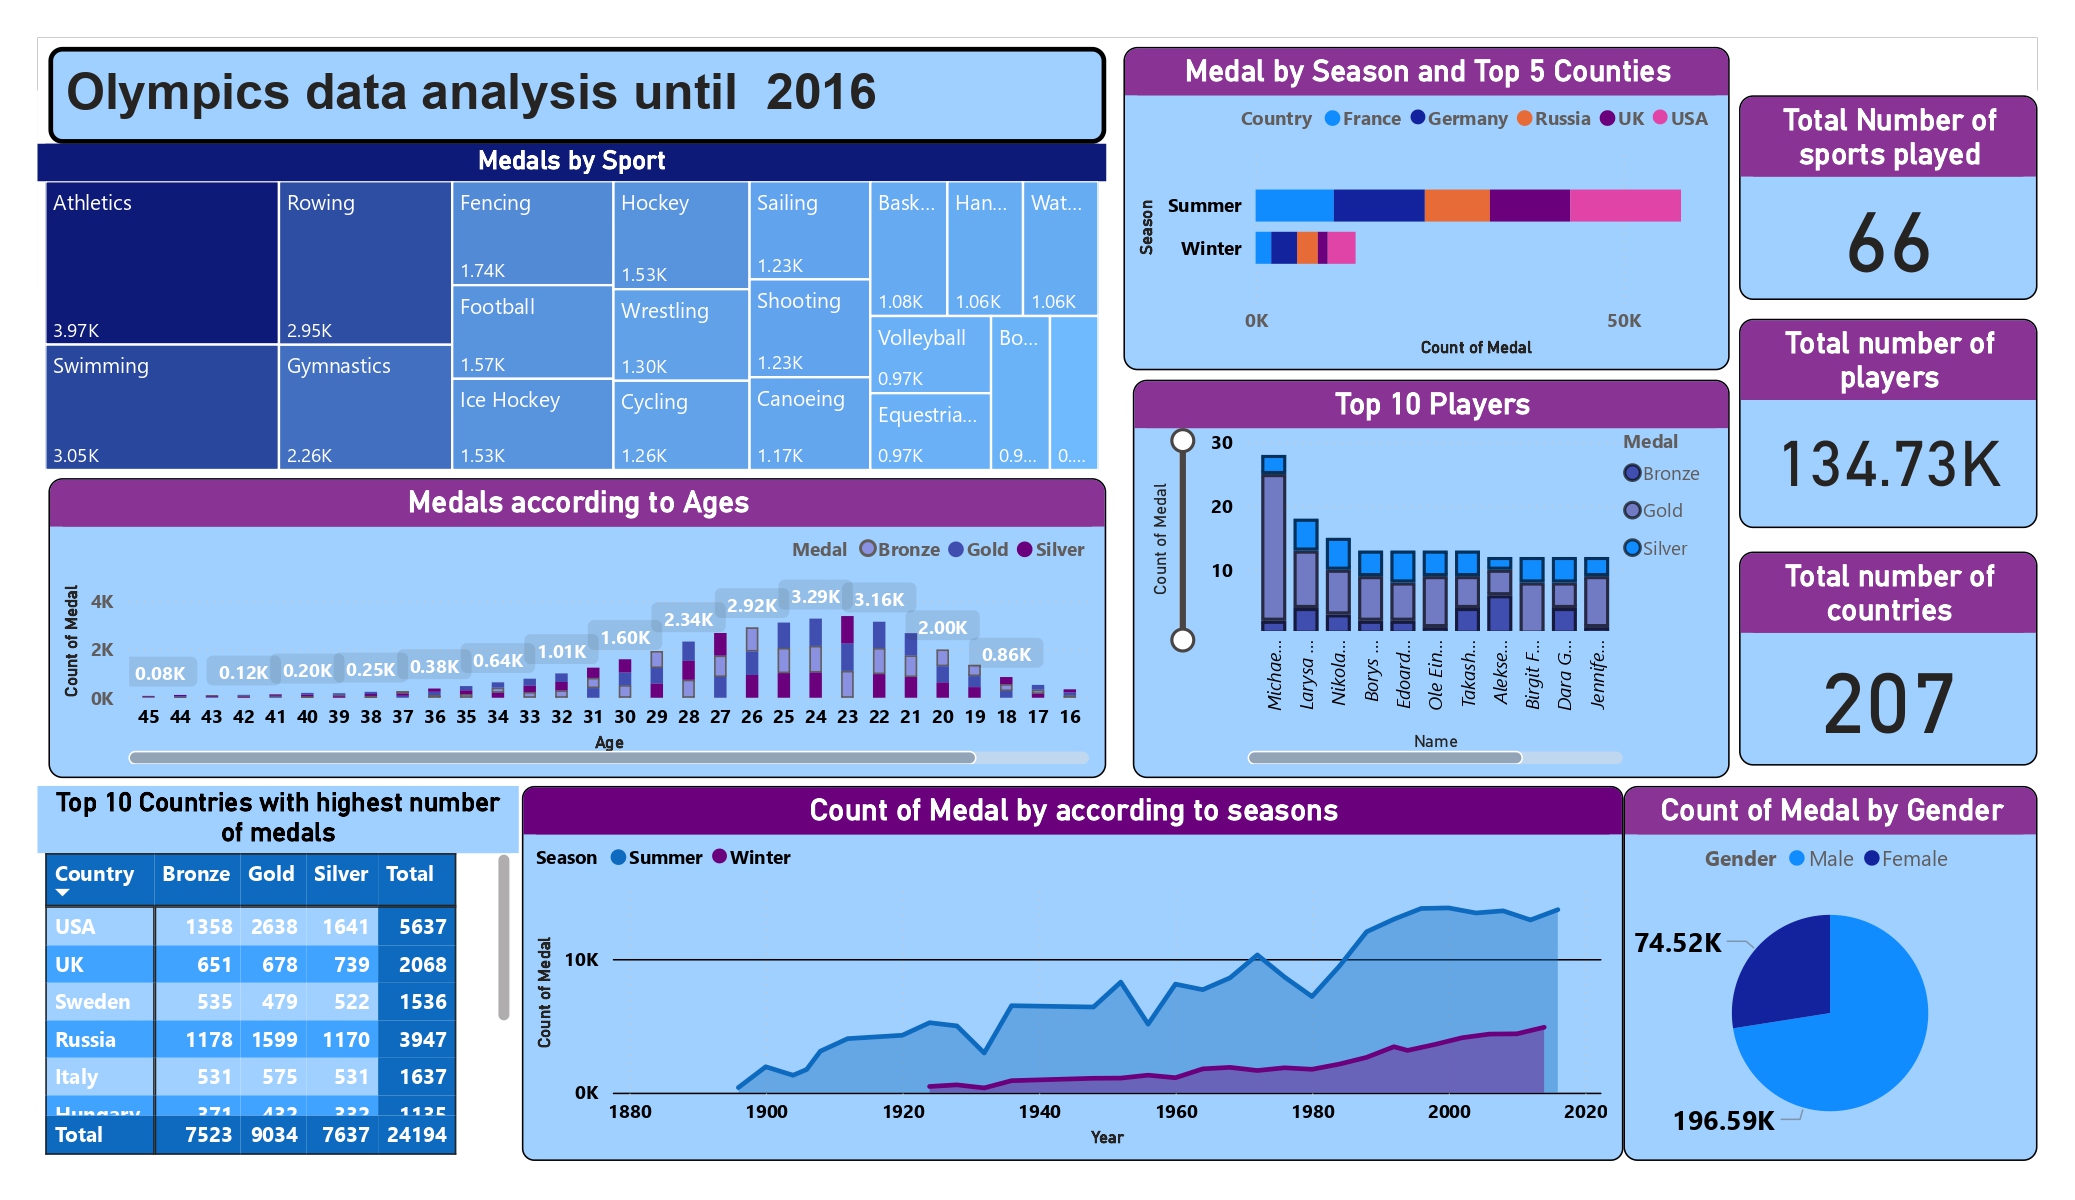 Olympics data analysis until 2016
Medals by Sport
Athletics
3.97K
Swimming
3.05K
Rowing
2.95K
Gymnastics
2.26K
Fencing
1.74K
Football
1.57K
Ice Hockey
1.53K
Hockey
1.53K
Wrestling
1.30K
Cycling
1.26K
Sailing
1.23K
Shooting
1.23K
Canoeing
1.17K
Bask...
1.08K
Han...
1.06K
Wat...
1.06K
Volleyball
0.97K
Equestria...
0.97K
Bo...
0.9...
0....
Medal by Season and Top 5 Counties
Country France Germany Russia UK USA
Season
Summer
Winter
0K 50K
Count of Medal
Total Number of
sports played
66
Total number of
players
134.73K
Total number of
countries
207
Medals according to Ages
Medal Bronze Gold Silver
Count of Medal
4K
2K
0K
0.08K 0.12K 0.20K 0.25K 0.38K 0.64K 1.01K 1.60K 2.34K 2.92K 3.29K 3.16K 2.00K 0.86K
45 44 43 42 41 40 39 38 37 36 35 34 33 32 31 30 29 28 27 26 25 24 23 22 21 20 19 18 17 16
Age
Top 10 Players
Medal
Bronze
Gold
Silver
Count of Medal
30
20
10
Michae...
Larysa ...
Nikola...
Borys ...
Edoard...
Ole Ein...
Takash...
Alekse...
Birgit F...
Dara G...
Jennife...
Name
Top 10 Countries with highest number
of medals
Country Bronze Gold Silver Total
USA 1358 2638 1641 5637
UK 651 678 739 2068
Sweden 535 479 522 1536
Russia 1178 1599 1170 3947
Italy 531 575 531 1637
Hungary 371 432 332 1135
Total 7523 9034 7637 24194
Count of Medal by according to seasons
Season Summer Winter
Count of Medal
10K
0K
1880 1900 1920 1940 1960 1980 2000 2020
Year
Count of Medal by Gender
Gender Male Female
74.52K
196.59K